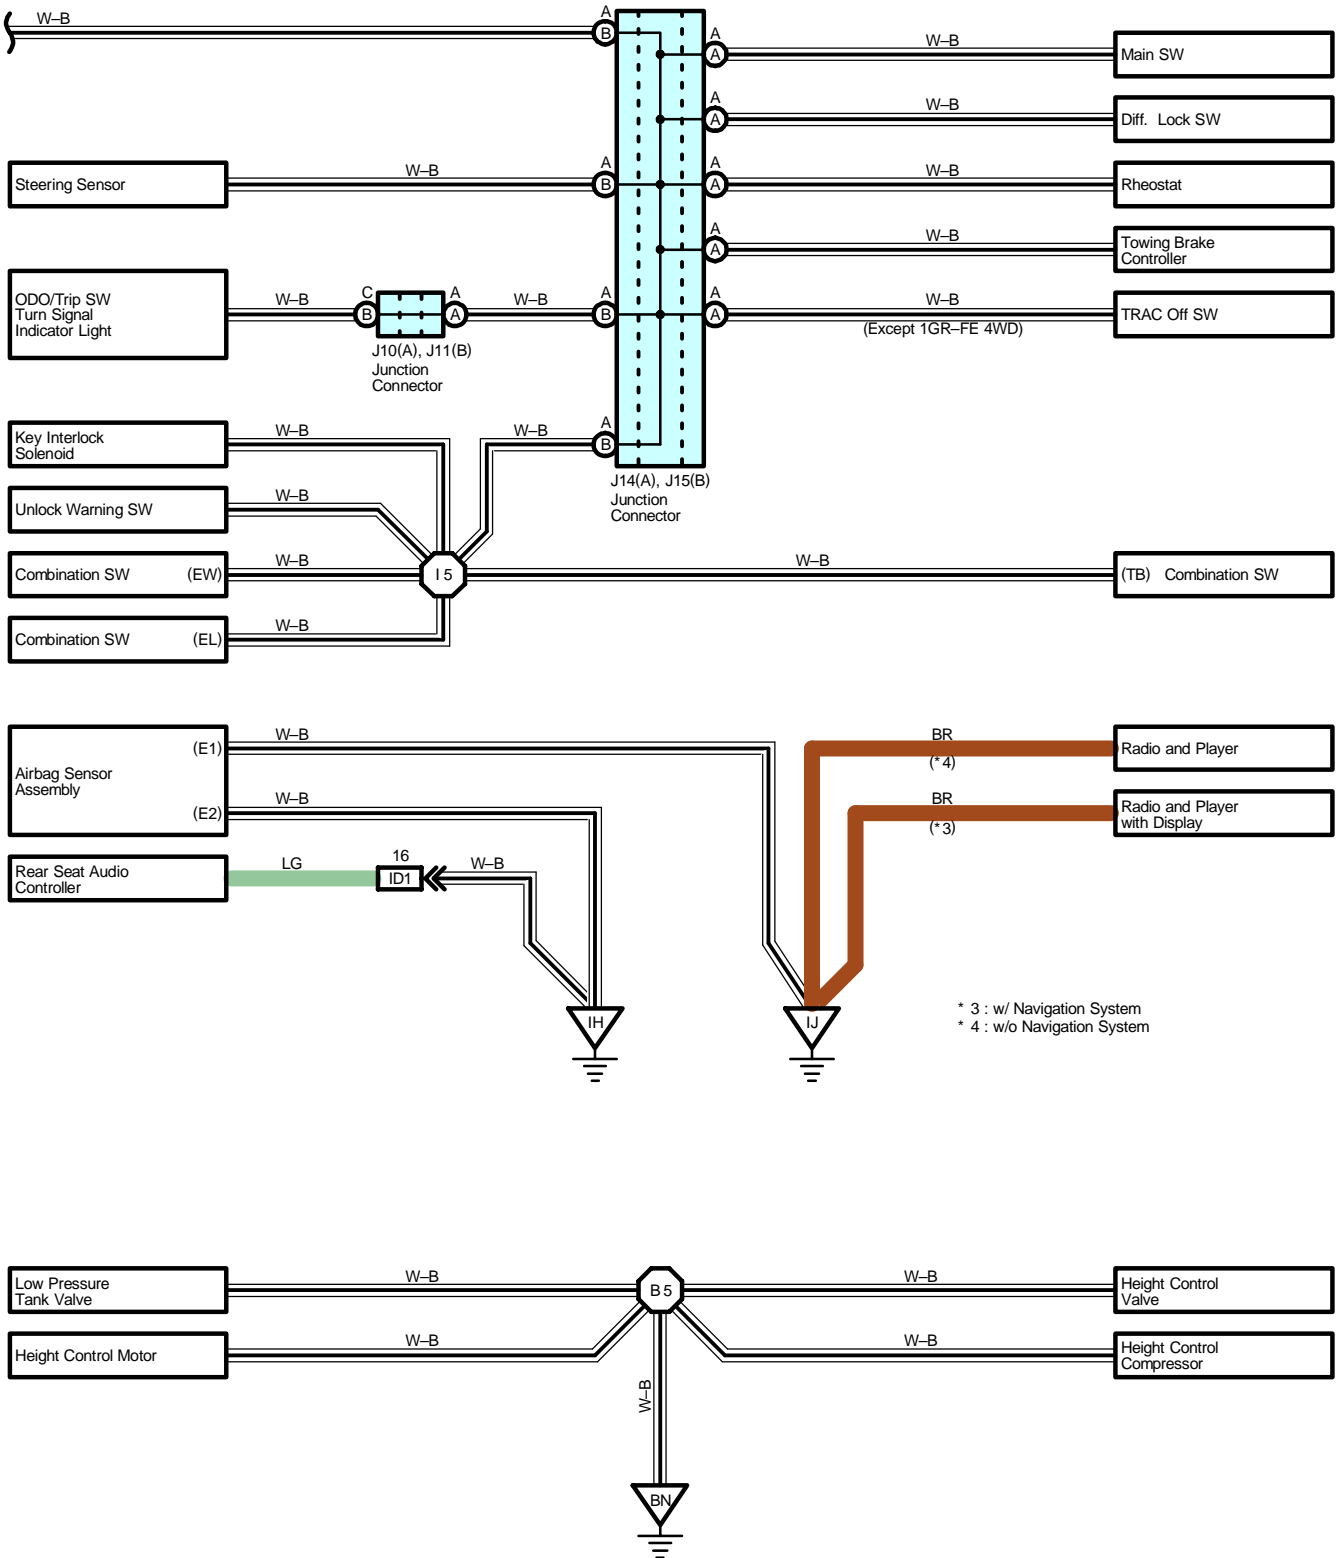 W–B
A
B
A
A
W–B
Main SW
A
A
W–B
Diff. Lock SW
Steering Sensor
W–B
A
B
A
A
W–B
Rheostat
A
A
W–B
Towing Brake
Controller
ODO/Trip SW
Turn Signal
Indicator Light
W–B
C
B
A
A
W–B
A
B
A
A
W–B
(Except 1GR–FE 4WD)
TRAC Off SW
J10(A), J11(B)
Junction
Connector
Key Interlock
Solenoid
W–B
W–B
A
B
J14(A), J15(B)
Junction
Connector
Unlock Warning SW
W–B
Combination SW (EW)
W–B
I 5
W–B
(TB) Combination SW
Combination SW (EL)
W–B
Airbag Sensor
Assembly
(E1)
W–B
(E2)
W–B
BR
(* 4)
Radio and Player
BR
(* 3)
Radio and Player
with Display
Rear Seat Audio
Controller
LG
16
ID1
W–B
IH
IJ
* 3 : w/ Navigation System
* 4 : w/o Navigation System
Low Pressure
Tank Valve
W–B
B 5
W–B
Height Control
Valve
Height Control Motor
W–B
W–B
Height Control
Compressor
W–B
BN